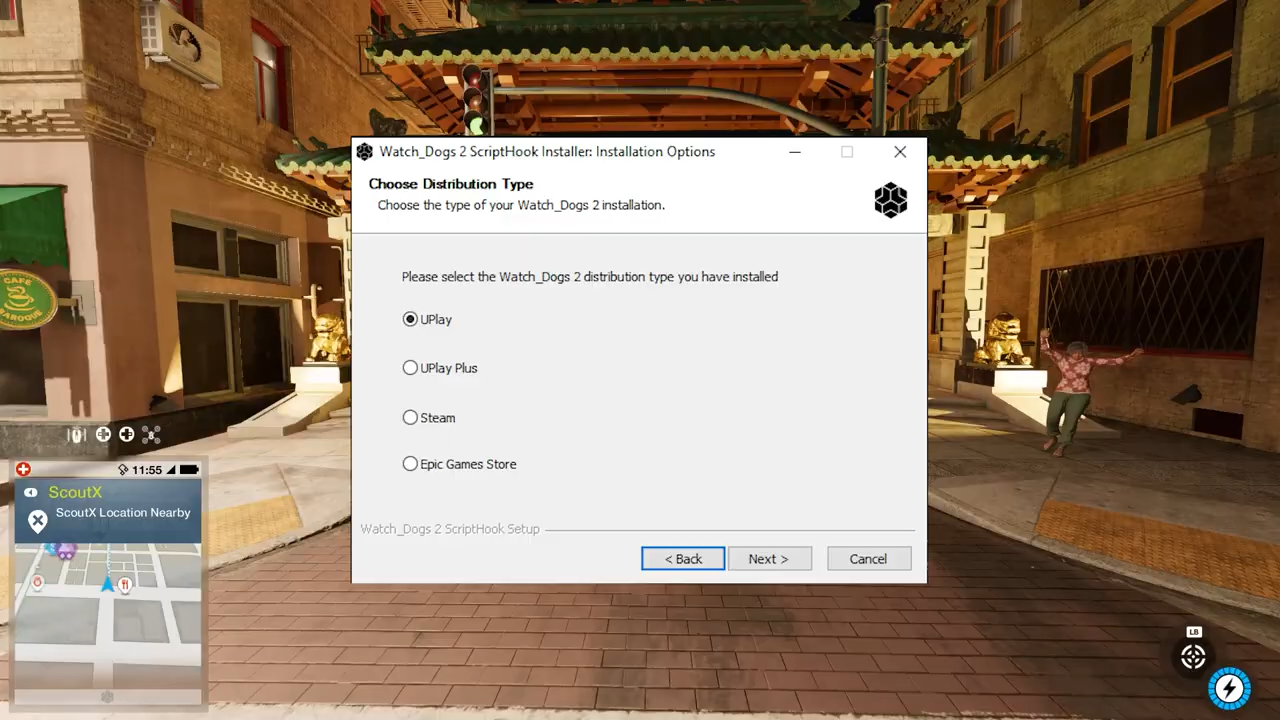 Watch_Dogs 2 ScriptHook Installer: Installation Options
Choose Distribution Type
Choose the type of your Watch_Dogs 2 installation.
Please select the Watch_Dogs 2 distribution type you have installed
UPlay
UPlay Plus
Steam
Epic Games Store
Watch_Dogs 2 ScriptHook Setup
< Back
Next >
Cancel
CAFE
BAROQUE
11:55
ScoutX
ScoutX Location Nearby
LB